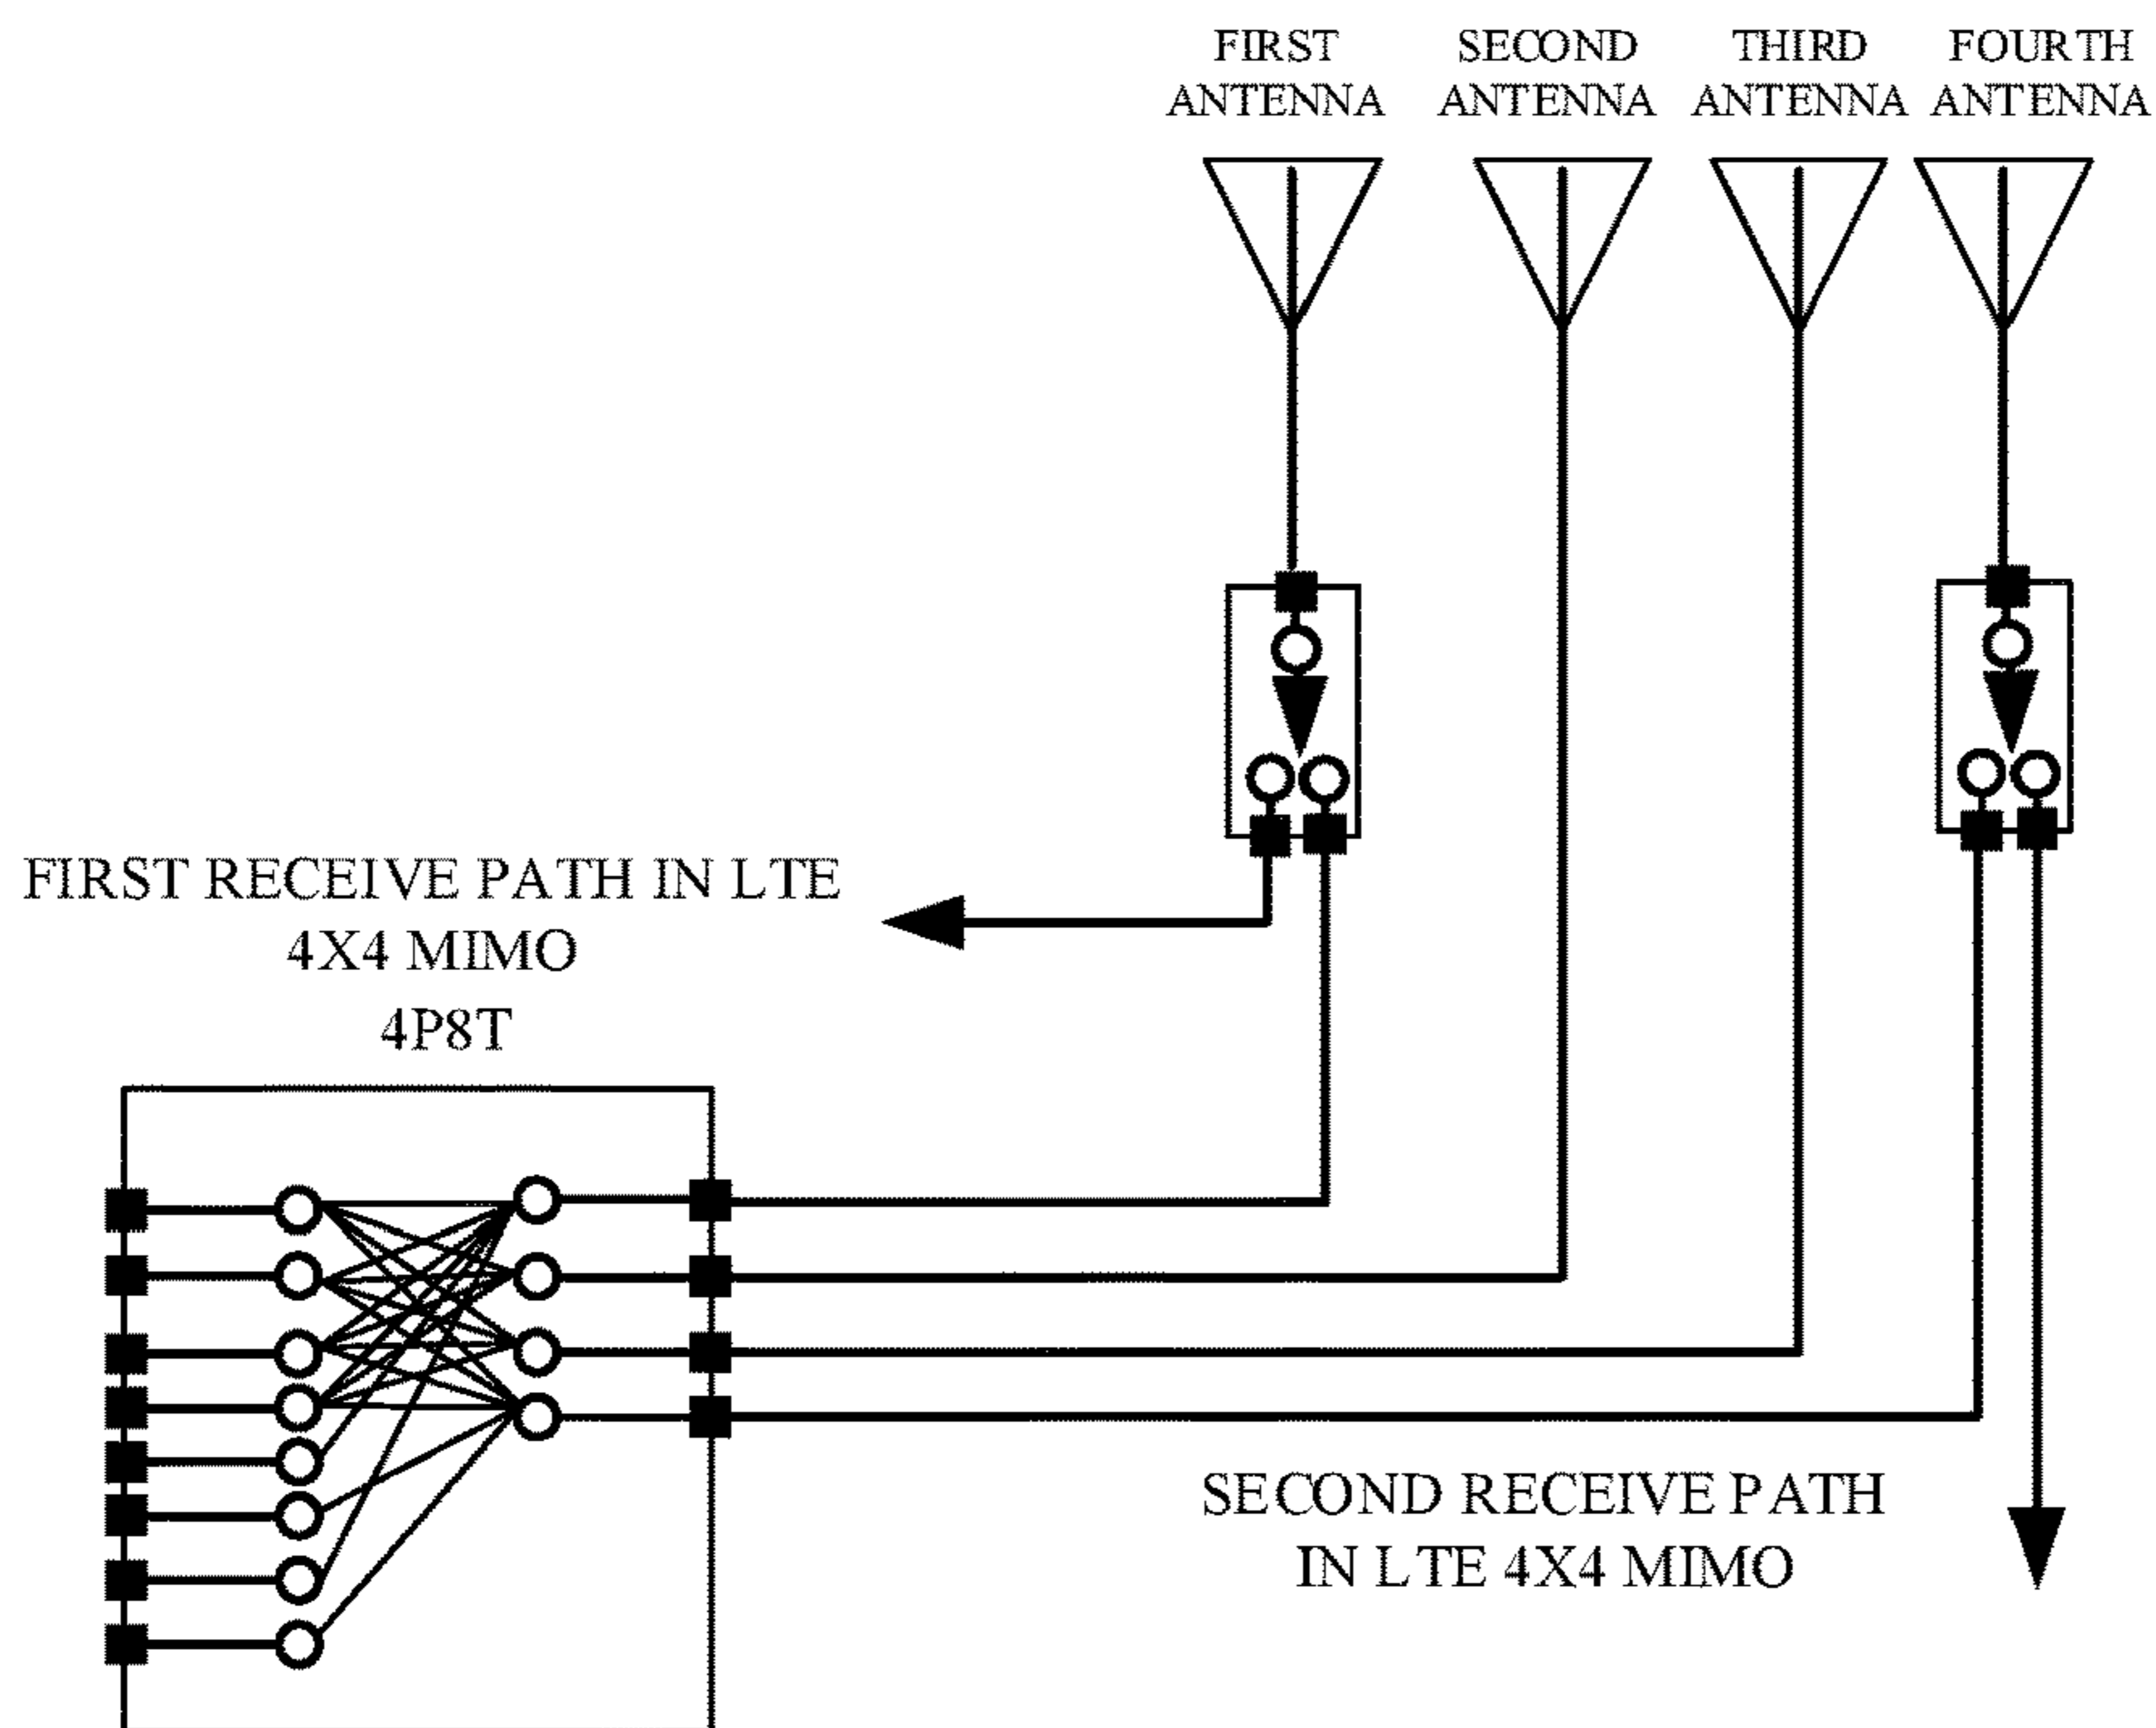 FIRST
ANTENNA
SECOND
ANTENNA
THIRD
ANTENNA
FOURTH
ANTENNA
FIRST RECEIVE PATH IN LTE
4X4 MIMO
4P8T
SECOND RECEIVE PATH
IN LTE 4X4 MIMO